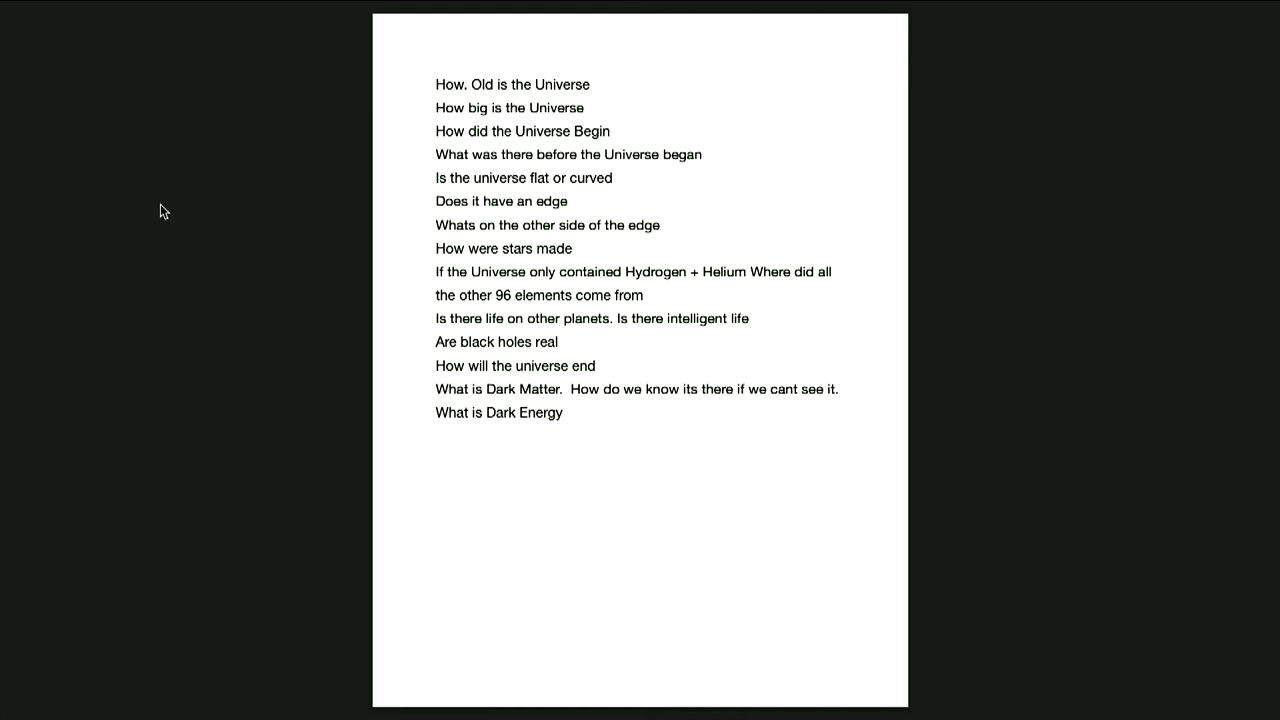 How. Old is the Universe
How big is the Universe
How did the Universe Begin
What was there before the Universe began
Is the universe flat or curved
Does it have an edge
Whats on the other side of the edge
How were stars made
If the Universe only contained Hydrogen + Helium Where did all
the other 96 elements come from
Is there life on other planets. Is there intelligent life
Are black holes real
How will the universe end
What is Dark Matter.  How do we know its there if we cant see it.
What is Dark Energy